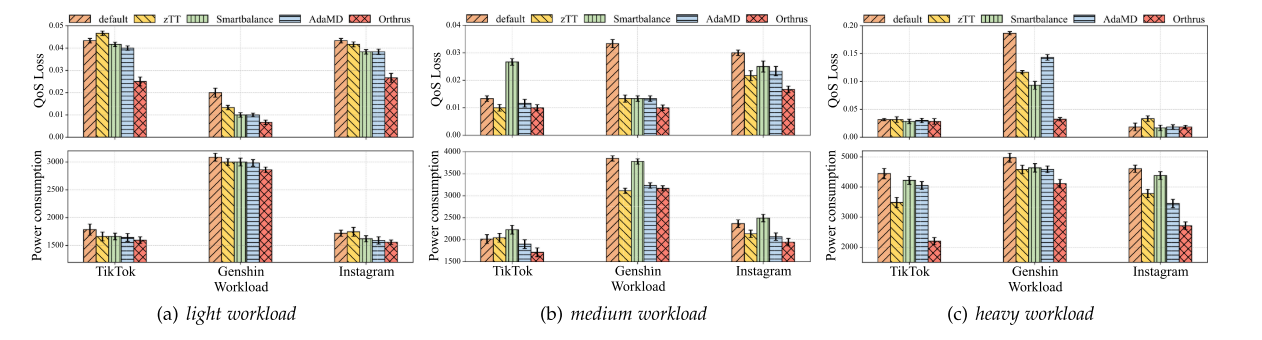 default zTT Smartbalance AdaMD Orthrus
QoS Loss
0.05
0.04
0.03
0.02
0.01
0.00
Power consumption
3000
2500
2000
1500
TikTok Genshin Instagram
Workload
(a) light workload
default zTT Smartbalance AdaMD Orthrus
QoS Loss
0.04
0.03
0.02
0.01
0.00
Power consumption
4000
3500
3000
2500
2000
1500
TikTok Genshin Instagram
Workload
(b) medium workload
default zTT Smartbalance AdaMD Orthrus
QoS Loss
0.20
0.15
0.10
0.05
0.00
Power consumption
5000
4000
3000
2000
TikTok Genshin Instagram
Workload
(c) heavy workload